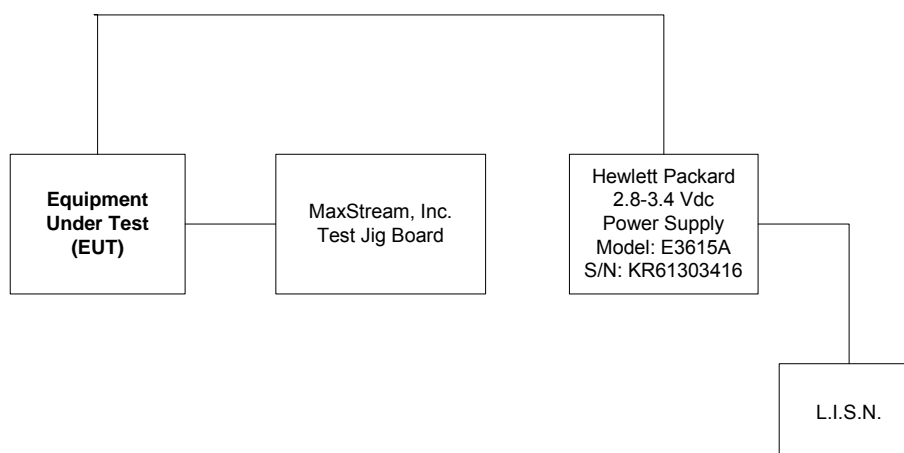 Equipment
Under Test
(EUT)
MaxStream, Inc.
Test Jig Board
Hewlett Packard
2.8-3.4 Vdc
Power Supply
Model: E3615A
S/N: KR61303416
L.I.S.N.